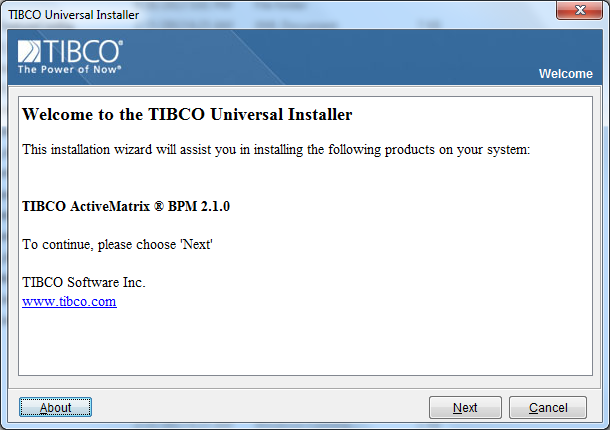 TIBCO Universal Installer
TIBCO®
The Power of Now®
Welcome
Welcome to the TIBCO Universal Installer
This installation wizard will assist you in installing the following products on your system:
TIBCO ActiveMatrix ® BPM 2.1.0
To continue, please choose 'Next'
TIBCO Software Inc.
www.tibco.com
About
Next
Cancel